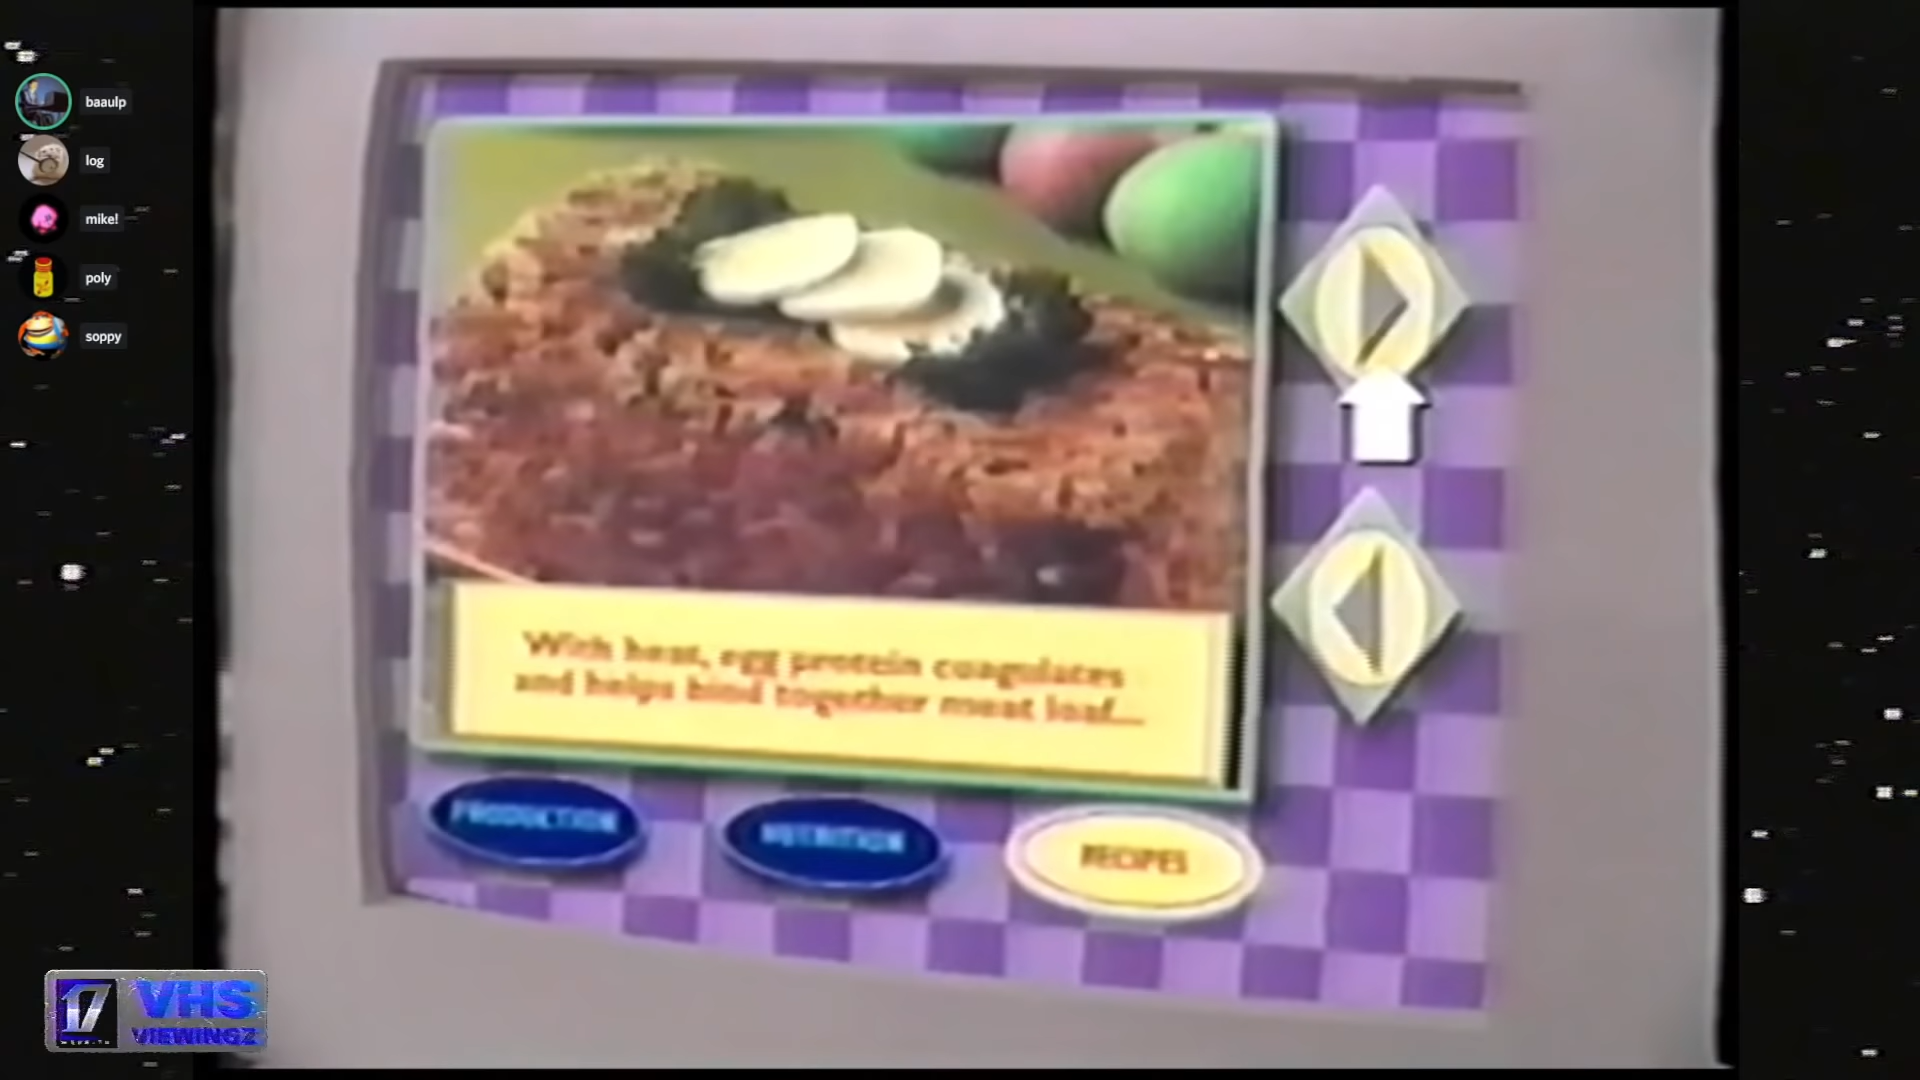 baaulp
log
mike!
poly
soppy
With heat, egg protein coagulates
and helps bind together meat loaf...
PRODUCTION
NUTRITION
RECIPES
17
VHS
VIEWINGZ